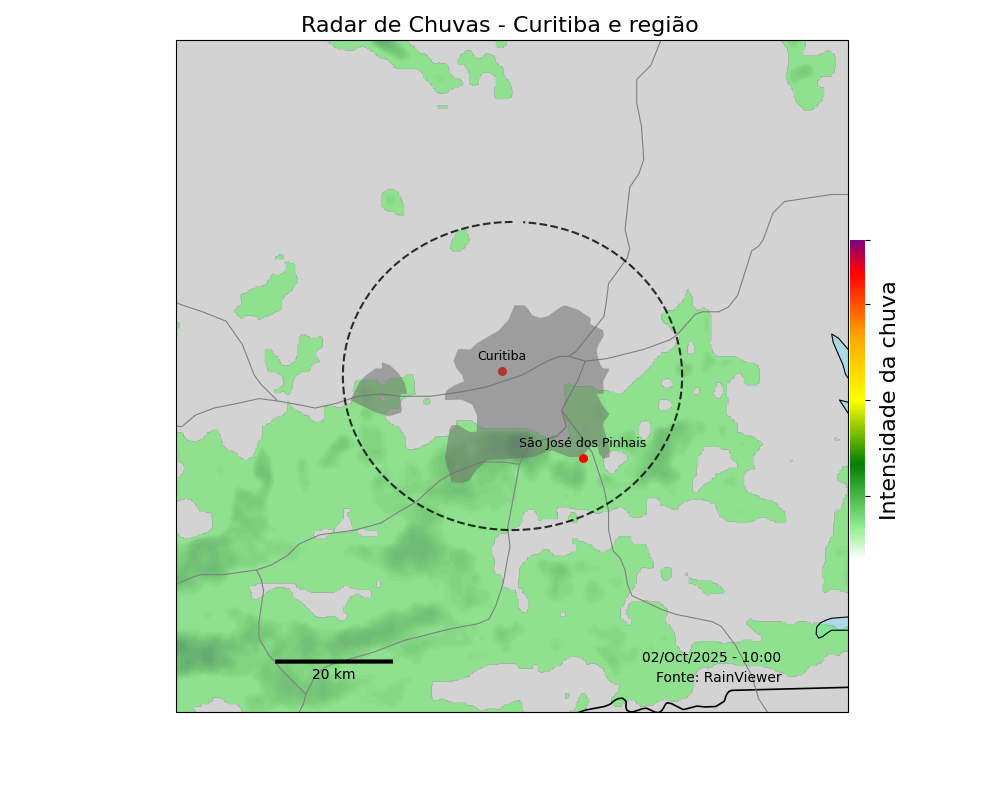 Radar de Chuvas - Curitiba e região
Curitiba
São José dos Pinhais
Intensidade da chuva
02/Oct/2025 - 10:00
Fonte: RainViewer
20 km